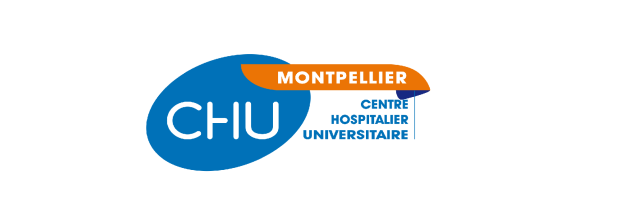 MONTPELLIER
CHU
CENTRE
HOSPITALIER
UNIVERSITAIRE